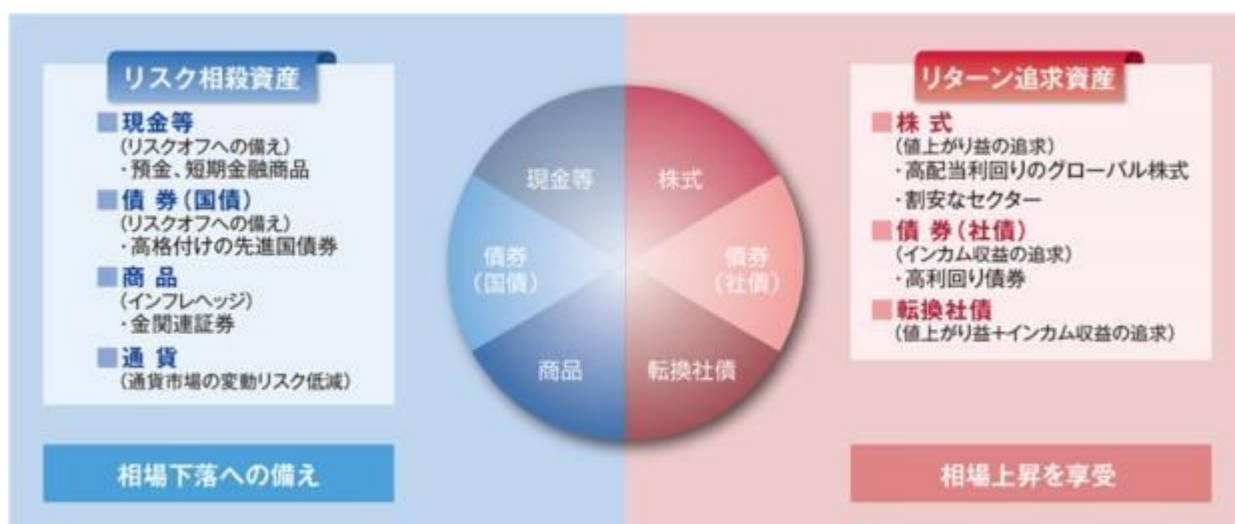 リスク相殺資産
■現金等
(リスクオフへの備え)
・預金、短期金融商品
■債券(国債)
(リスクオフへの備え)
・高格付けの先進国債券
■商品
(インフレヘッジ)
・金関連証券
■通貨
(通貨市場の変動リスク低減)
相場下落への備え
現金等
株式
債券
(国債)
債券
(社債)
商品
転換社債
リターン追求資産
■株式
(値上がり益の追求)
・高配当利回りのグローバル株式
・割安なセクター
■債券(社債)
(インカム収益の追求)
・高利回り債券
■転換社債
(値上がり益+インカム収益の追求)
相場上昇を享受